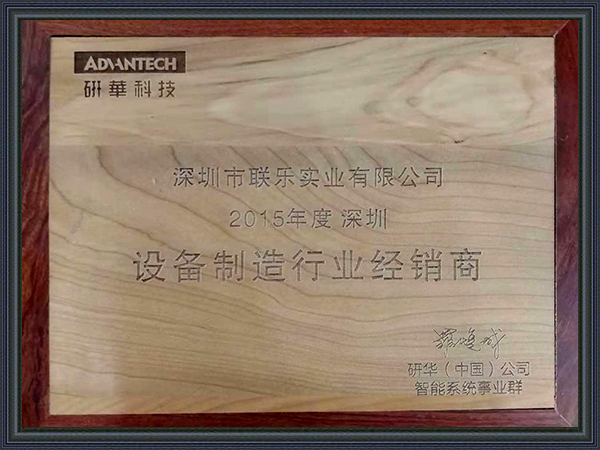 ADVANTECH
研華科技
深圳市联乐实业有限公司
2015年度 深圳
设备制造行业经销商
研华（中国）公司
智能系统事业群